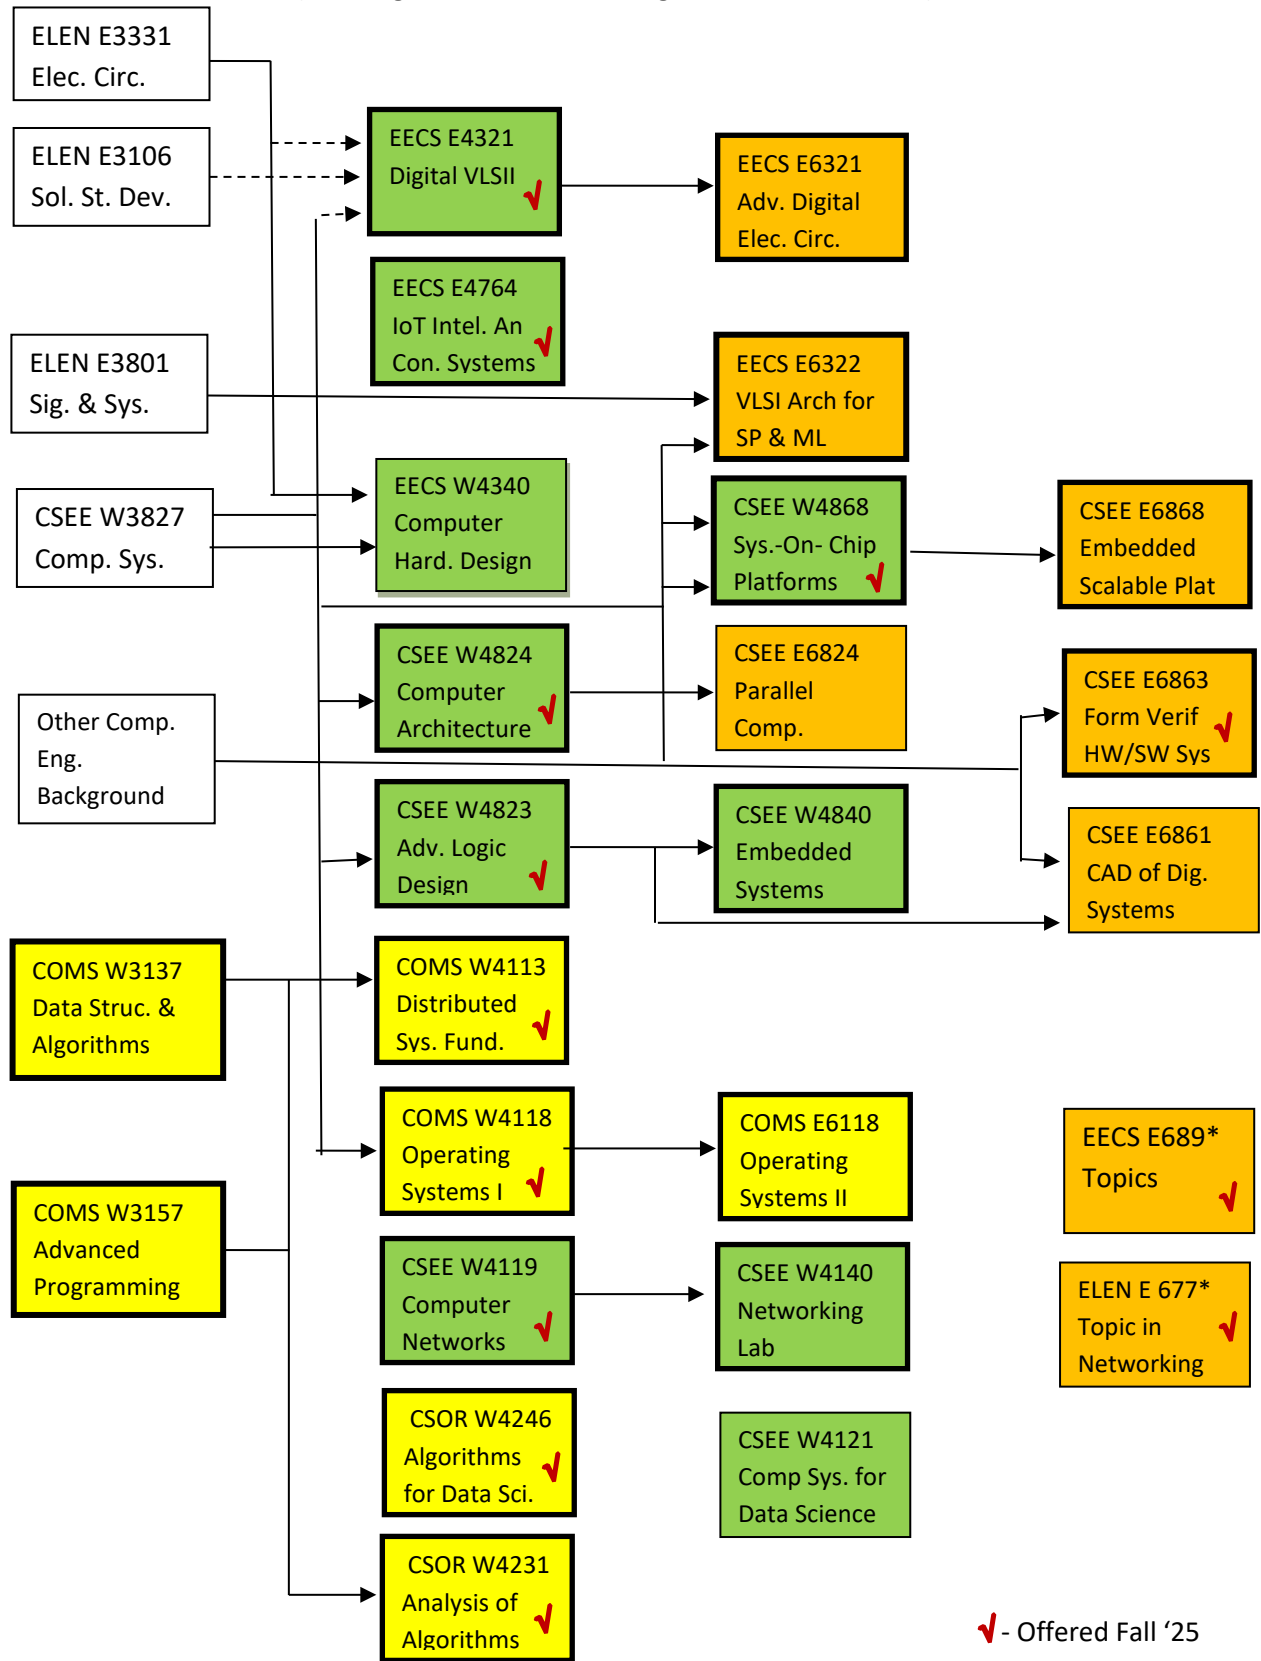 ELEN E3331
Elec. Circ.
ELEN E3106
Sol. St. Dev.
EECS E4321
Digital VLSII
EECS E6321
Adv. Digital
Elec. Circ.
EECS E4764
IoT Intel. An
Con. Systems
ELEN E3801
Sig. & Sys.
EECS E6322
VLSI Arch for
SP & ML
CSEE W3827
Comp. Sys.
EECS W4340
Computer
Hard. Design
CSEE W4868
Sys.-On- Chip
Platforms
CSEE E6868
Embedded
Scalable Plat
Other Comp.
Eng.
Background
CSEE W4824
Computer
Architecture
CSEE E6824
Parallel
Comp.
CSEE E6863
Form Verif
HW/SW Sys
CSEE W4823
Adv. Logic
Design
CSEE W4840
Embedded
Systems
CSEE E6861
CAD of Dig.
Systems
COMS W3137
Data Struc. &
Algorithms
COMS W4113
Distributed
Sys. Fund.
COMS W4118
Operating
Systems I
COMS E6118
Operating
Systems II
EECS E689*
Topics
COMS W3157
Advanced
Programming
CSEE W4119
Computer
Networks
CSEE W4140
Networking
Lab
ELEN E 677*
Topic in
Networking
CSOR W4246
Algorithms
for Data Sci.
CSEE W4121
Comp Sys. for
Data Science
CSOR W4231
Analysis of
Algorithms
√ - Offered Fall ‘25